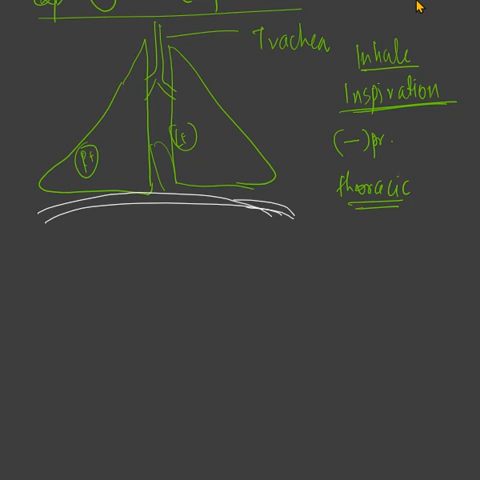 Trachea
Inhale
Inspiration
(-)pr.
thoracic
Rt
Lt